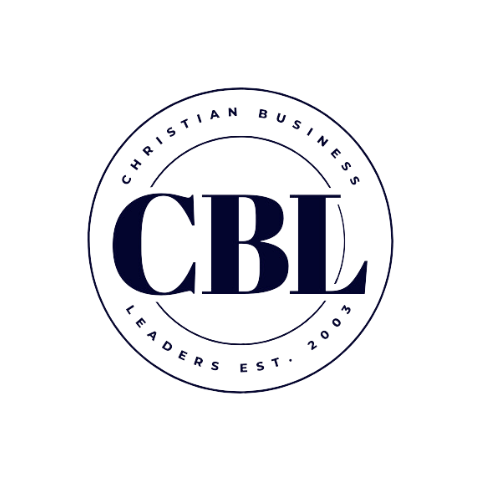 CHRISTIAN BUSINESS
CBL
LEADERS EST. 2003